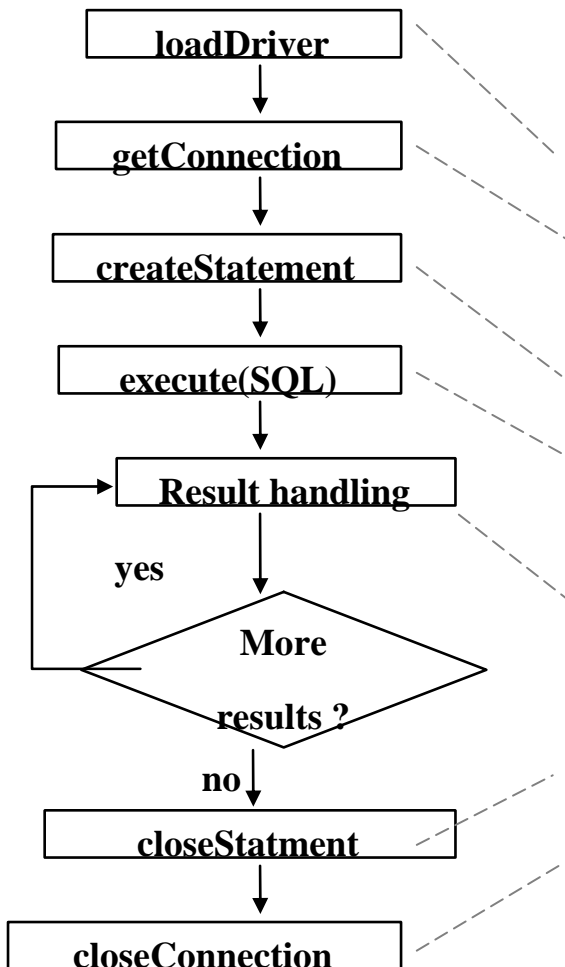 loadDriver
getConnection
createStatement
execute(SQL)
Result handling
yes
More
results ?
no
closeStatment
closeConnection